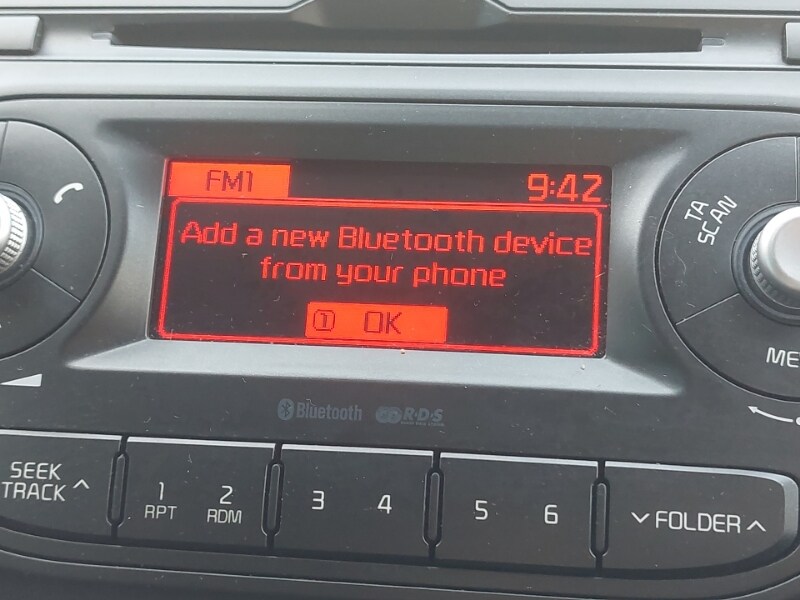 FM1
9:42
Add a new Bluetooth device
from your phone
1 OK
TA
SCAN
Bluetooth
R·D·S
SEEK
TRACK
1
RPT
2
RDM
3
4
5
6
FOLDER